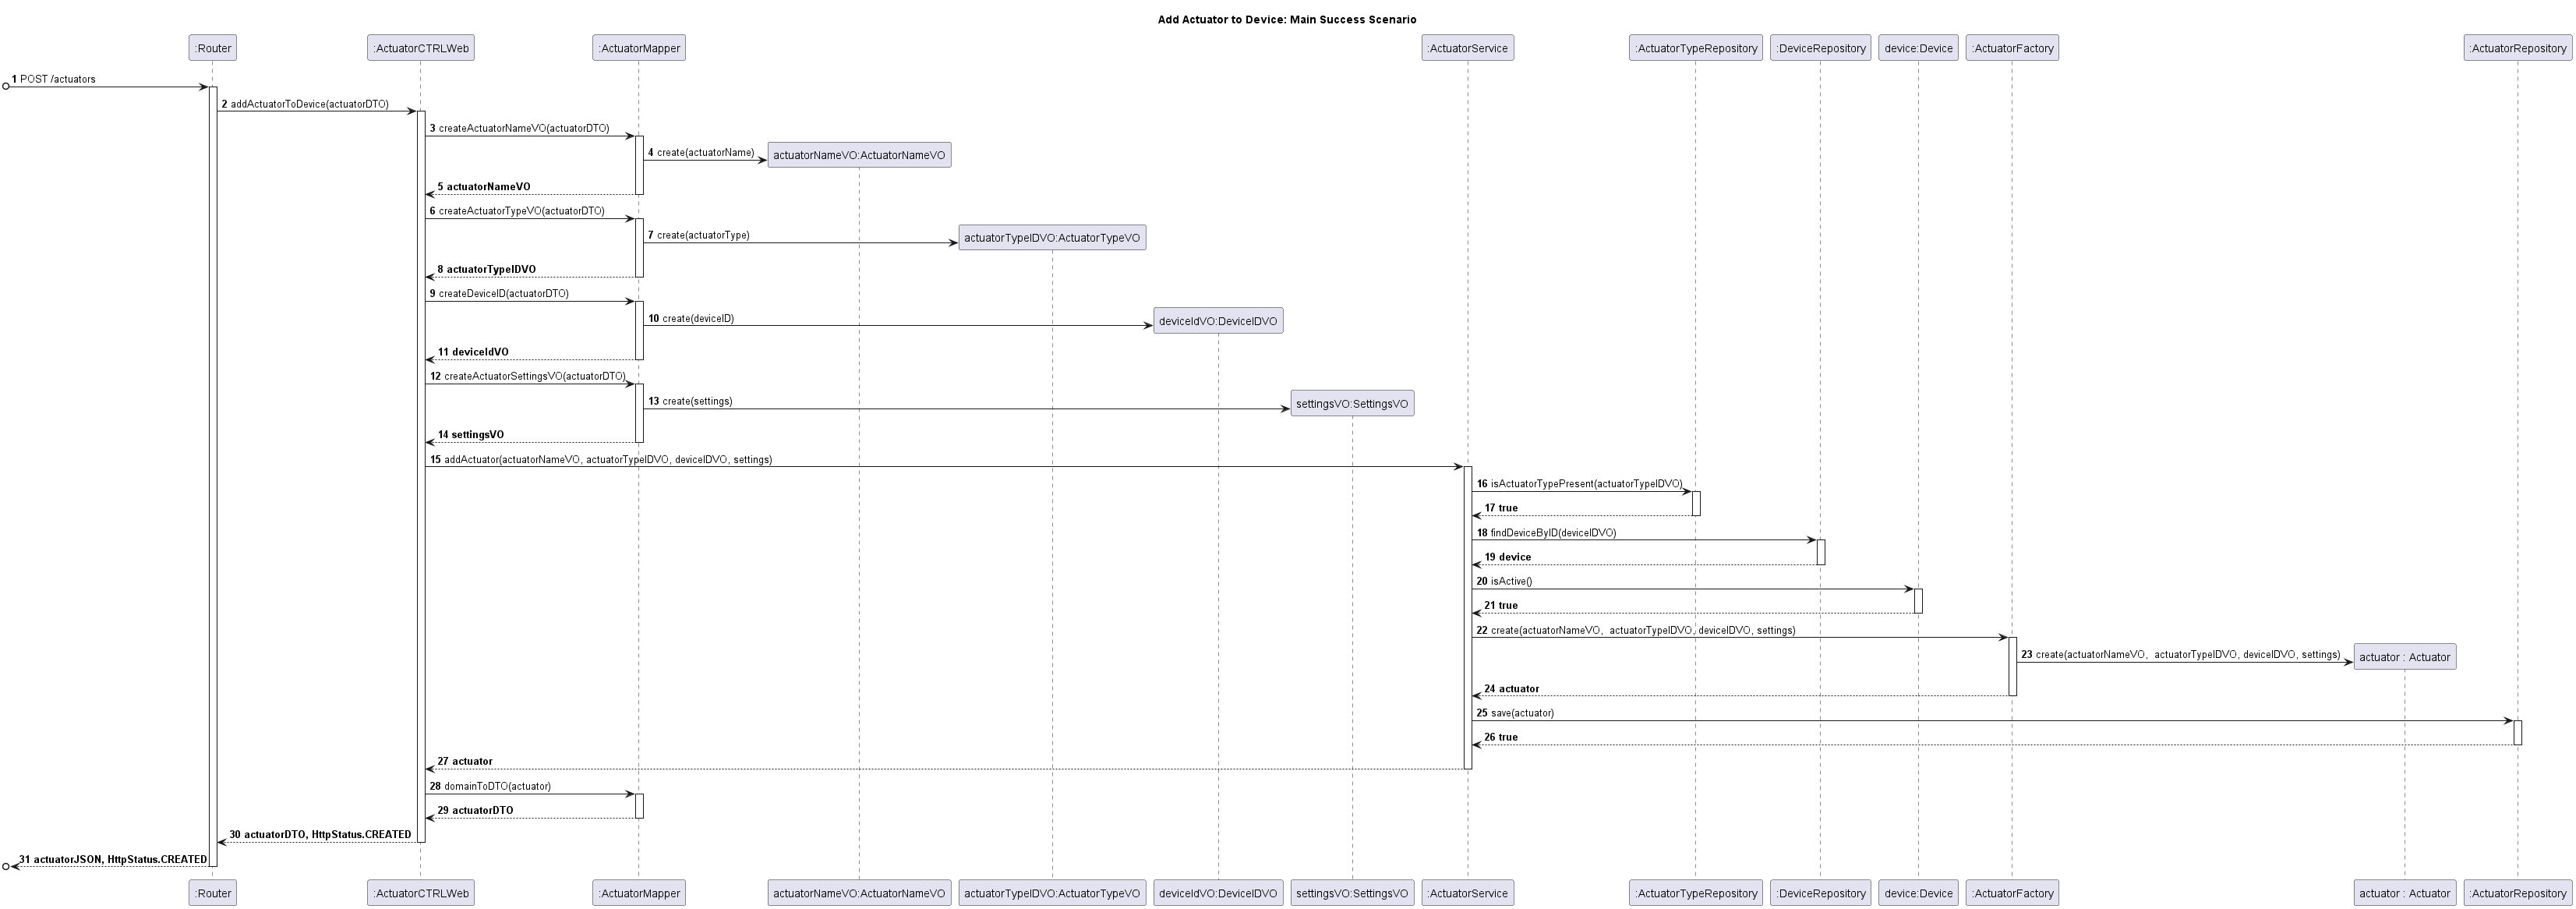 Add Actuator to Device: Main Success Scenario
:Router :ActuatorCTRLWeb :ActuatorMapper :ActuatorService :ActuatorTypeRepository :DeviceRepository device:Device :ActuatorFactory :ActuatorRepository
1 POST /actuators
2 addActuatorToDevice(actuatorDTO)
3 createActuatorNameVO(actuatorDTO)
4 create(actuatorName) actuatorNameVO:ActuatorNameVO
5 actuatorNameVO
6 createActuatorTypeVO(actuatorDTO)
7 create(actuatorType) actuatorTypeIDVO:ActuatorTypeVO
8 actuatorTypeIDVO
9 createDeviceID(actuatorDTO)
10 create(deviceID) deviceIdVO:DeviceIDVO
11 deviceIdVO
12 createActuatorSettingsVO(actuatorDTO)
13 create(settings) settingsVO:SettingsVO
14 settingsVO
15 addActuator(actuatorNameVO, actuatorTypeIDVO, deviceIDVO, settings)
16 isActuatorTypePresent(actuatorTypeIDVO)
17 true
18 findDeviceByID(deviceIDVO)
19 device
20 isActive()
21 true
22 create(actuatorNameVO,  actuatorTypeIDVO, deviceIDVO, settings)
23 create(actuatorNameVO,  actuatorTypeIDVO, deviceIDVO, settings) actuator : Actuator
24 actuator
25 save(actuator)
26 true
27 actuator
28 domainToDTO(actuator)
29 actuatorDTO
30 actuatorDTO, HttpStatus.CREATED
31 actuatorJSON, HttpStatus.CREATED
:Router :ActuatorCTRLWeb :ActuatorMapper actuatorNameVO:ActuatorNameVO actuatorTypeIDVO:ActuatorTypeVO deviceIdVO:DeviceIDVO settingsVO:SettingsVO :ActuatorService :ActuatorTypeRepository :DeviceRepository device:Device :ActuatorFactory actuator : Actuator :ActuatorRepository